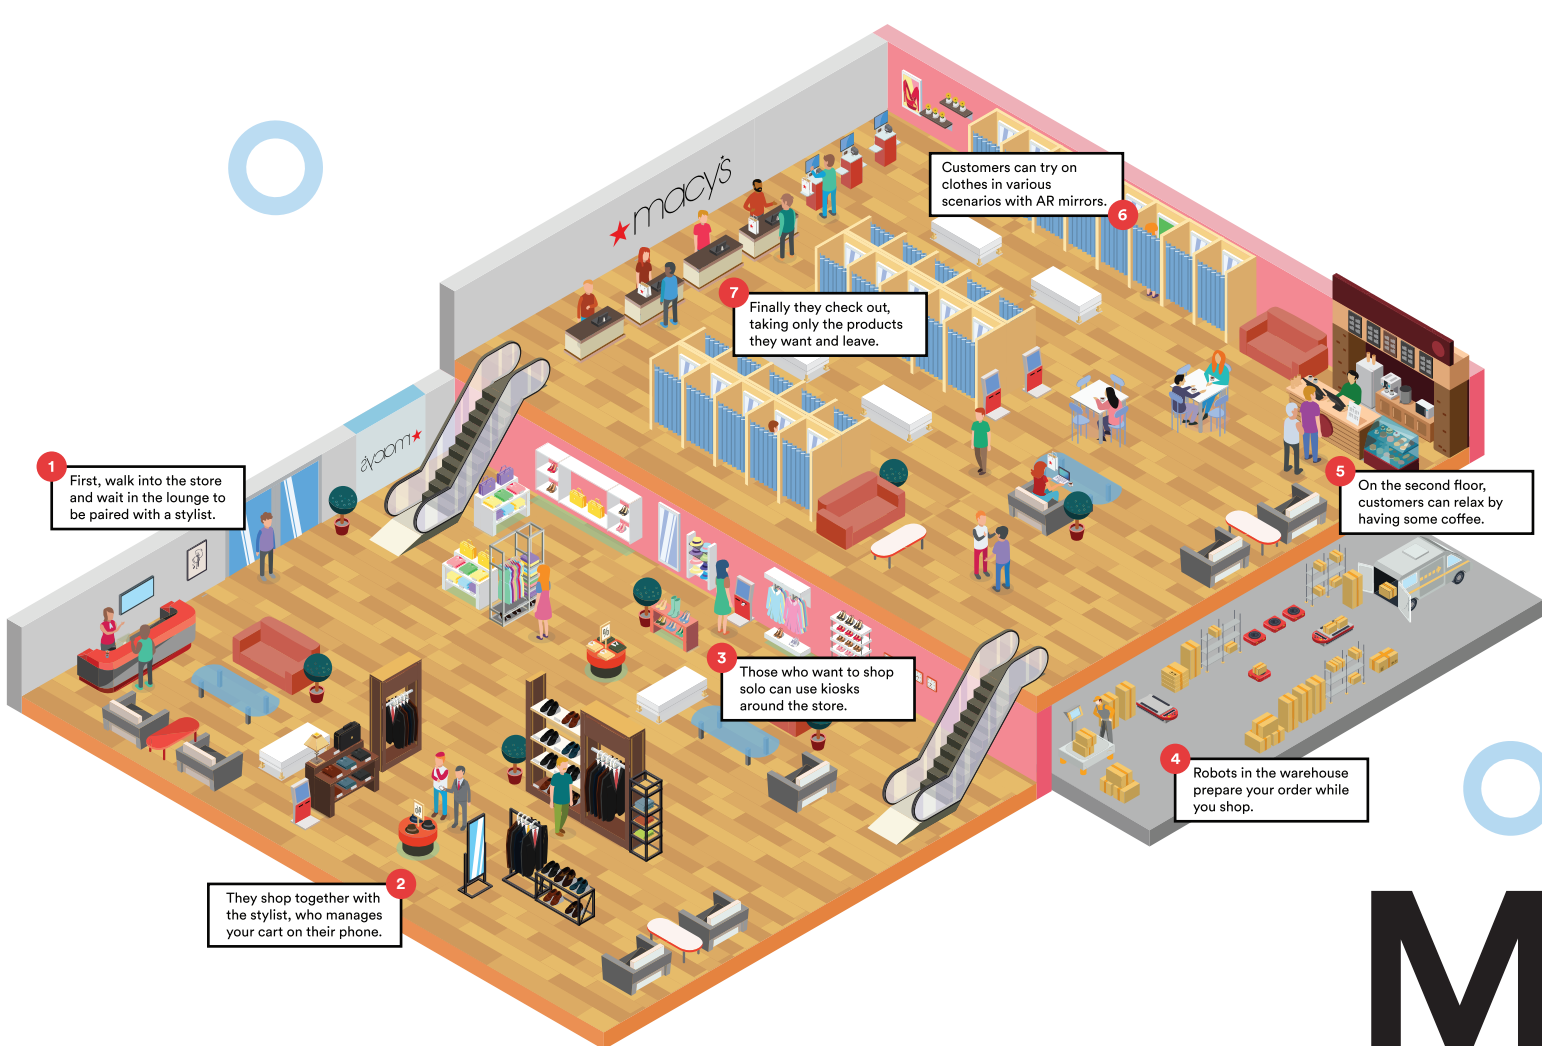 macy's
macy's
1
First, walk into the store
and wait in the lounge to
be paired with a stylist.
2
They shop together with
the stylist, who manages
your cart on their phone.
3
Those who want to shop
solo can use kiosks
around the store.
4
Robots in the warehouse
prepare your order while
you shop.
5
On the second floor,
customers can relax by
having some coffee.
6
Customers can try on
clothes in various
scenarios with AR mirrors.
7
Finally they check out,
taking only the products
they want and leave.
M